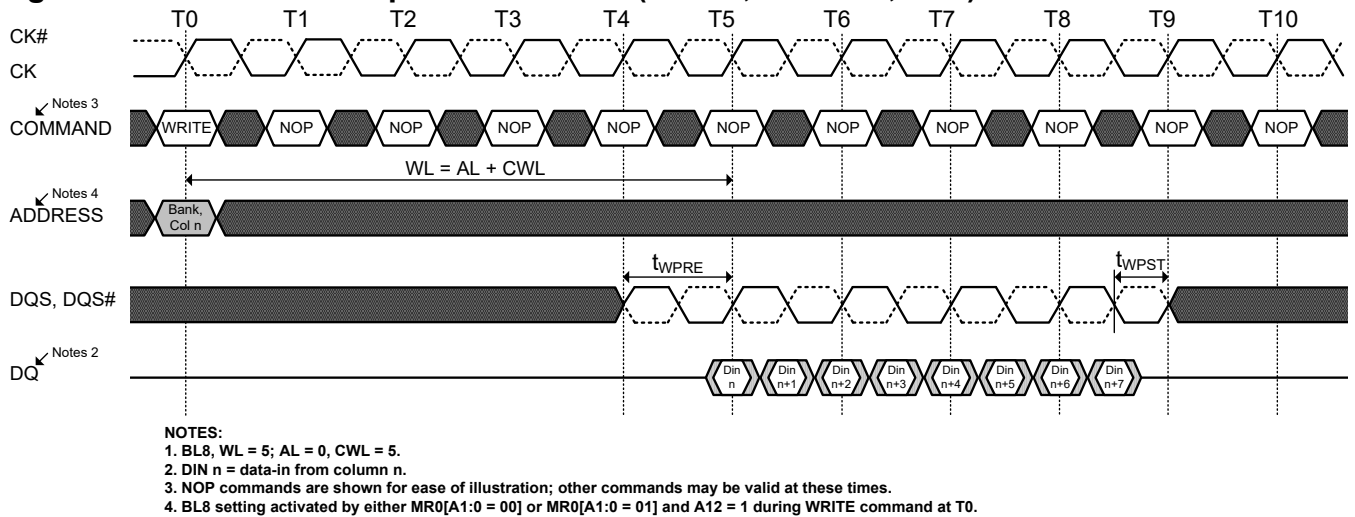 T0 T1 T2 T3 T4 T5 T6 T7 T8 T9 T10
CK#
CK
Notes 3
COMMAND WRITE NOP NOP NOP NOP NOP NOP NOP NOP NOP NOP
WL = AL + CWL
Notes 4
ADDRESS
Bank,
Col n
tWPRE tWPST
DQS, DQS#
Notes 2
DQ
Din Din Din Din Din Din Din Din
n n+1 n+2 n+3 n+4 n+5 n+6 n+7
NOTES:
1. BL8, WL = 5; AL = 0, CWL = 5.
2. DIN n = data-in from column n.
3. NOP commands are shown for ease of illustration; other commands may be valid at these times.
4. BL8 setting activated by either MR0[A1:0 = 00] or MR0[A1:0 = 01] and A12 = 1 during WRITE command at T0.